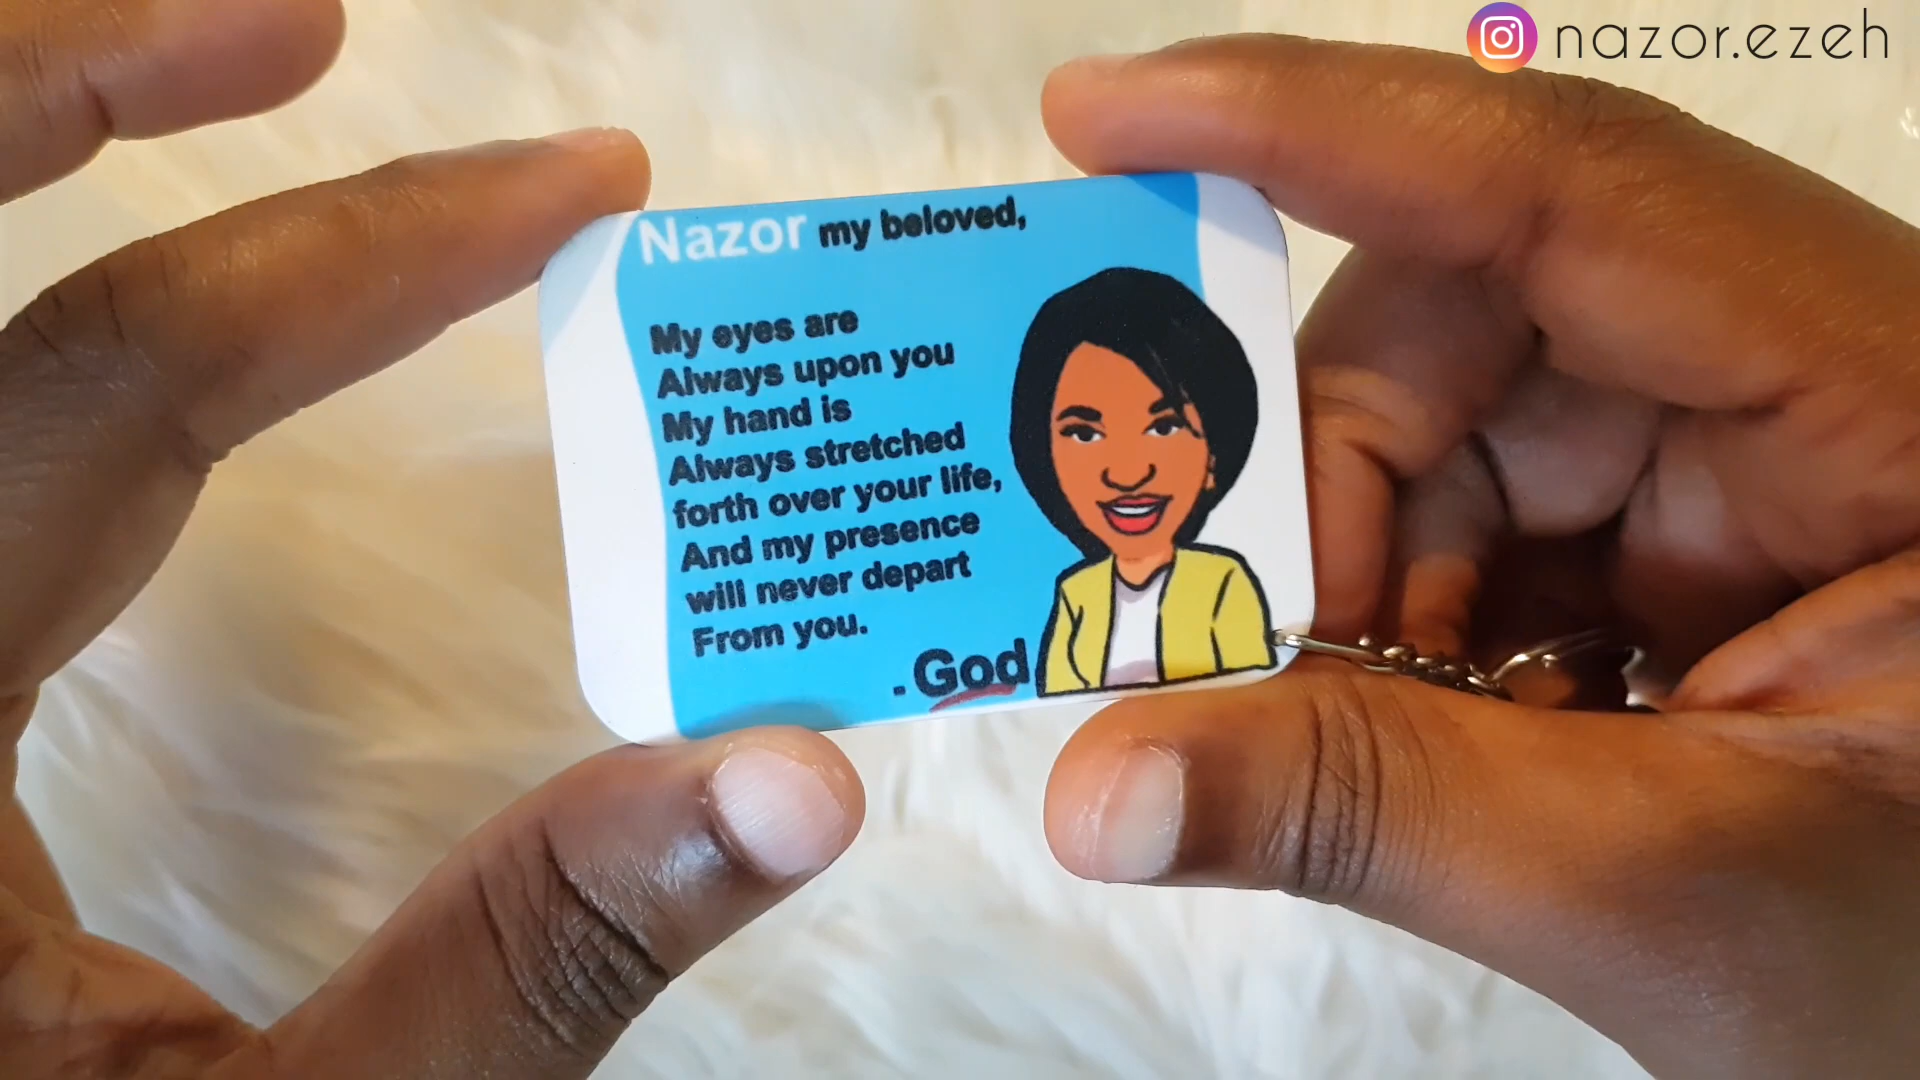 nazor.ezeh
Nazor my beloved,
My eyes are
Always upon you
My hand is
Always stretched
forth over your life,
And my presence
will never depart
From you.
. God